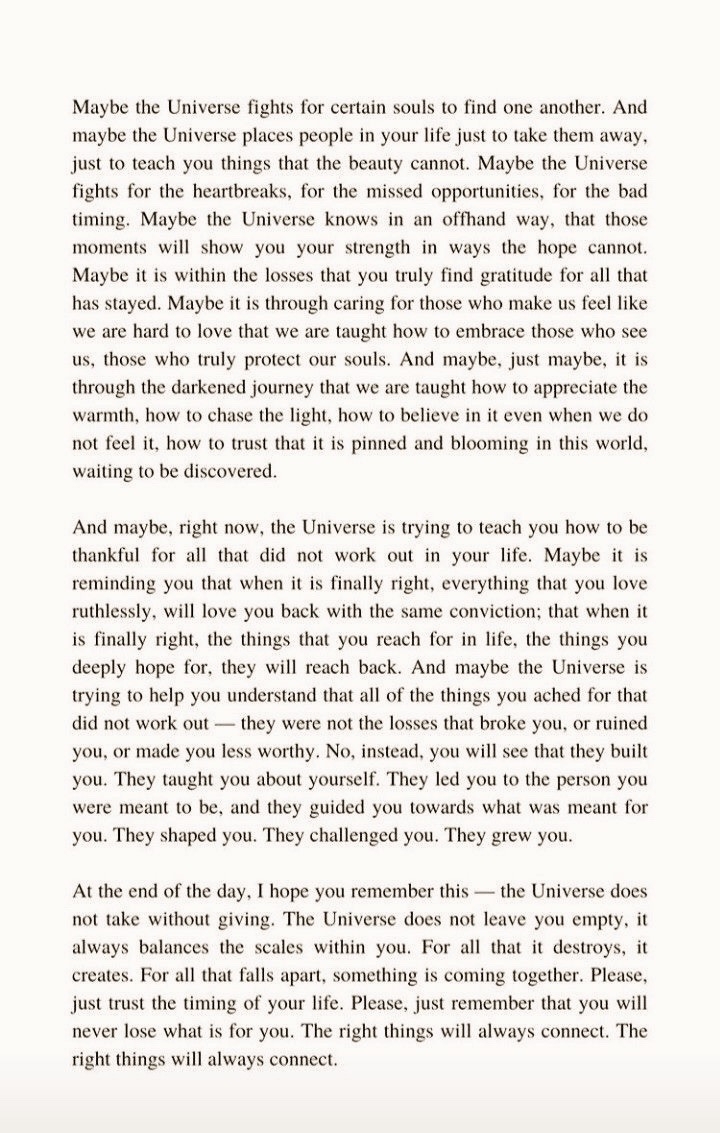 Maybe the Universe fights for certain souls to find one another. And
maybe the Universe places people in your life just to take them away,
just to teach you things that the beauty cannot. Maybe the Universe
fights for the heartbreaks, for the missed opportunities, for the bad
timing. Maybe the Universe knows in an offhand way, that those
moments will show you your strength in ways the hope cannot.
Maybe it is within the losses that you truly find gratitude for all that
has stayed. Maybe it is through caring for those who make us feel like
we are hard to love that we are taught how to embrace those who see
us, those who truly protect our souls. And maybe, just maybe, it is
through the darkened journey that we are taught how to appreciate the
warmth, how to chase the light, how to believe in it even when we do
not feel it, how to trust that it is pinned and blooming in this world,
waiting to be discovered.

And maybe, right now, the Universe is trying to teach you how to be
thankful for all that did not work out in your life. Maybe it is
reminding you that when it is finally right, everything that you love
ruthlessly, will love you back with the same conviction; that when it
is finally right, the things that you reach for in life, the things you
deeply hope for, they will reach back. And maybe the Universe is
trying to help you understand that all of the things you ached for that
did not work out — they were not the losses that broke you, or ruined
you, or made you less worthy. No, instead, you will see that they built
you. They taught you about yourself. They led you to the person you
were meant to be, and they guided you towards what was meant for
you. They shaped you. They challenged you. They grew you.

At the end of the day, I hope you remember this — the Universe does
not take without giving. The Universe does not leave you empty, it
always balances the scales within you. For all that it destroys, it
creates. For all that falls apart, something is coming together. Please,
just trust the timing of your life. Please, just remember that you will
never lose what is for you. The right things will always connect. The
right things will always connect.